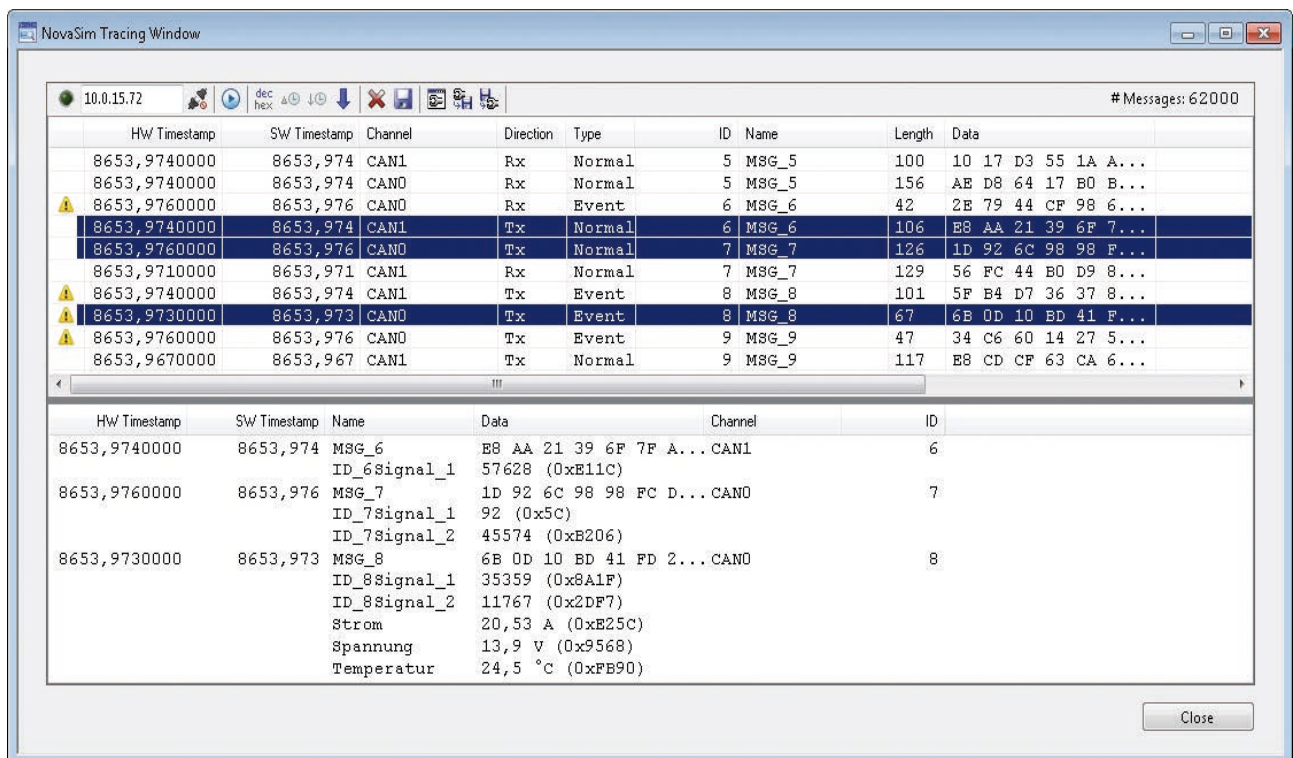 NovaSim Tracing Window
10.0.15.72 dec hex # Messages: 62000
HW Timestamp SW Timestamp Channel Direction Type ID Name Length Data
8653,9740000 8653,974 CAN1 Rx Normal 5 MSG_5 100 10 17 D3 55 1A A...
8653,9740000 8653,974 CAN0 Rx Normal 5 MSG_5 156 AE D8 64 17 B0 B...
8653,9760000 8653,976 CAN0 Rx Event 6 MSG_6 42 2E 79 44 CF 98 6...
8653,9740000 8653,974 CAN1 Tx Normal 6 MSG_6 106 E8 AA 21 39 6F 7...
8653,9760000 8653,976 CAN0 Tx Normal 7 MSG_7 126 1D 92 6C 98 98 F...
8653,9710000 8653,971 CAN1 Rx Normal 7 MSG_7 129 56 FC 44 B0 D9 8...
8653,9740000 8653,974 CAN1 Tx Event 8 MSG_8 101 5F B4 D7 36 37 8...
8653,9730000 8653,973 CAN0 Tx Event 8 MSG_8 67 6B 0D 10 BD 41 F...
8653,9760000 8653,976 CAN0 Tx Event 9 MSG_9 47 34 C6 60 14 27 5...
8653,9670000 8653,967 CAN1 Tx Normal 9 MSG_9 117 E8 CD CF 63 CA 6...
HW Timestamp SW Timestamp Name Data Channel ID
8653,9740000 8653,974 MSG_6 E8 AA 21 39 6F 7F A... CAN1 6
ID_6Signal_1 57628 (0xE11C)
8653,9760000 8653,976 MSG_7 1D 92 6C 98 98 FC D... CAN0 7
ID_7Signal_1 92 (0x5C)
ID_7Signal_2 45574 (0xB206)
8653,9730000 8653,973 MSG_8 6B 0D 10 BD 41 FD 2... CAN0 8
ID_8Signal_1 35359 (0x8A1F)
ID_8Signal_2 11767 (0x2DF7)
Strom 20,53 A (0xE25C)
Spannung 13,9 V (0x9568)
Temperatur 24,5 °C (0xFB90)
Close